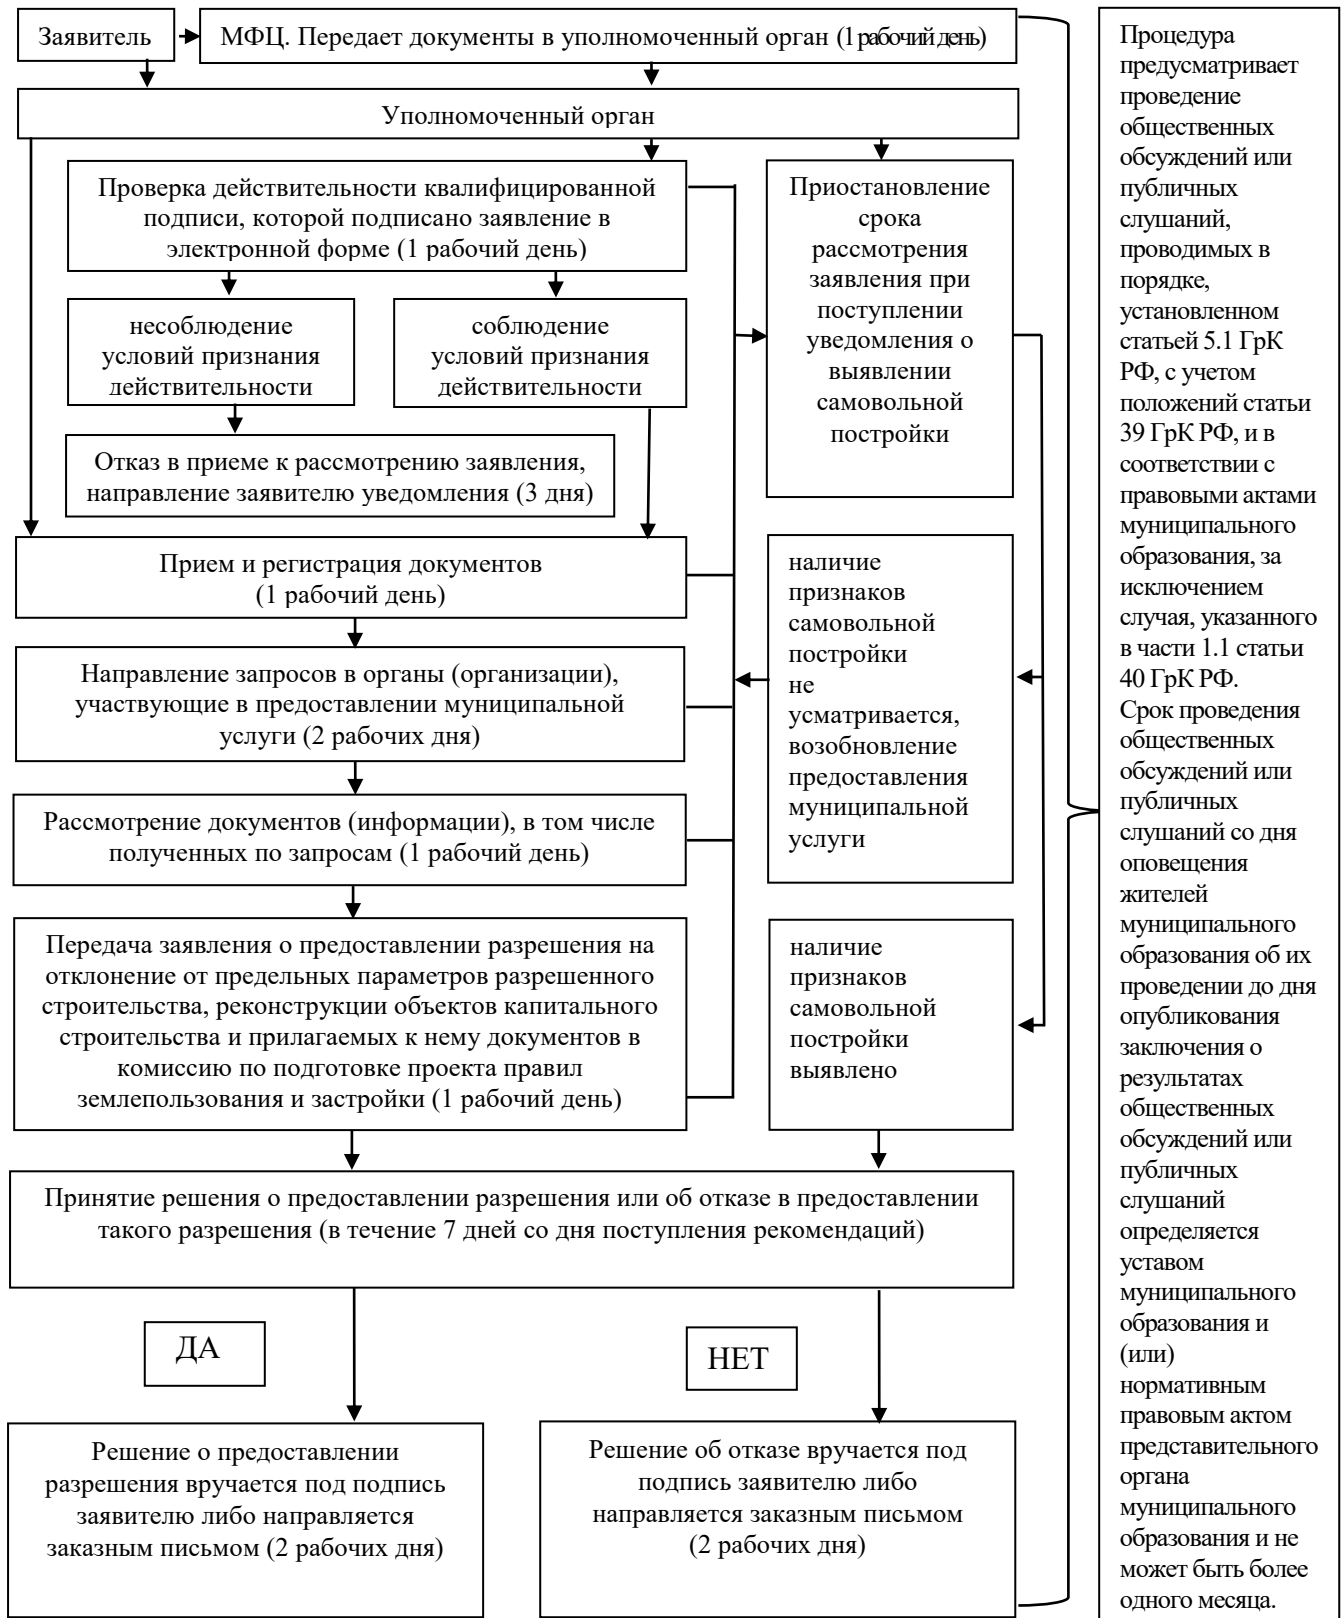 Заявитель
МФЦ. Передает документы в уполномоченный орган (1рабочий день)
Уполномоченный орган
Проверка действительности квалифицированной
подписи, которой подписано заявление в
электронной форме (1 рабочий день)
несоблюдение
условий признания
действительности
соблюдение
условий признания
действительности
Отказ в приеме к рассмотрению заявления,
направление заявителю уведомления (3 дня)
Приостановление
срока
рассмотрения
заявления при
поступлении
уведомления о
выявлении
самовольной
постройки
Прием и регистрация документов
(1 рабочий день)
Направление запросов в органы (организации),
участвующие в предоставлении муниципальной
услуги (2 рабочих дня)
Рассмотрение документов (информации), в том числе
полученных по запросам (1 рабочий день)
Передача заявления о предоставлении разрешения на
отклонение от предельных параметров разрешенного
строительства, реконструкции объектов капитального
строительства и прилагаемых к нему документов в
комиссию по подготовке проекта правил
землепользования и застройки (1 рабочий день)
наличие
признаков
самовольной
постройки
не
усматривается,
возобновление
предоставления
муниципальной
услуги
наличие
признаков
самовольной
постройки
выявлено
Принятие решения о предоставлении разрешения или об отказе в предоставлении
такого разрешения (в течение 7 дней со дня поступления рекомендаций)
ДА
НЕТ
Решение о предоставлении
разрешения вручается под подпись
заявителю либо направляется
заказным письмом (2 рабочих дня)
Решение об отказе вручается под
подпись заявителю либо
направляется заказным письмом
(2 рабочих дня)
Процедура
предусматривает
проведение
общественных
обсуждений или
публичных
слушаний,
проводимых в
порядке,
установленном
статьей 5.1 ГрК
РФ, с учетом
положений статьи
39 ГрК РФ, и в
соответствии с
правовыми актами
муниципального
образования, за
исключением
случая, указанного
в части 1.1 статьи
40 ГрК РФ.
Срок проведения
общественных
обсуждений или
публичных
слушаний со дня
оповещения
жителей
муниципального
образования об их
проведении до дня
опубликования
заключения о
результатах
общественных
обсуждений или
публичных
слушаний
определяется
уставом
муниципального
образования и
(или)
нормативным
правовым актом
представительного
органа
муниципального
образования и не
может быть более
одного месяца.